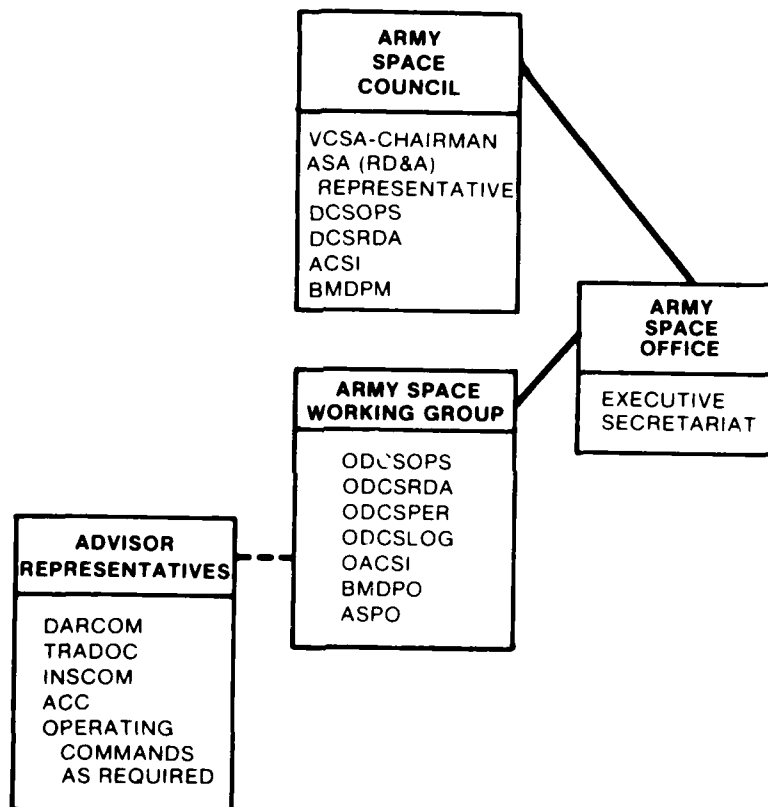 ARMY
SPACE
COUNCIL
VCSA-CHAIRMAN
ASA (RD&A)
REPRESENTATIVE
DCSOPS
DCSRDA
ACSI
BMDPM
ARMY
SPACE
OFFICE
EXECUTIVE
SECRETARIAT
ARMY SPACE
WORKING GROUP
ODCSOPS
ODCSRDA
ODCSPER
ODCSLOG
OACSI
BMDPO
ASPO
ADVISOR
REPRESENTATIVES
DARCOM
TRADOC
INSCOM
ACC
OPERATING
COMMANDS
AS REQUIRED